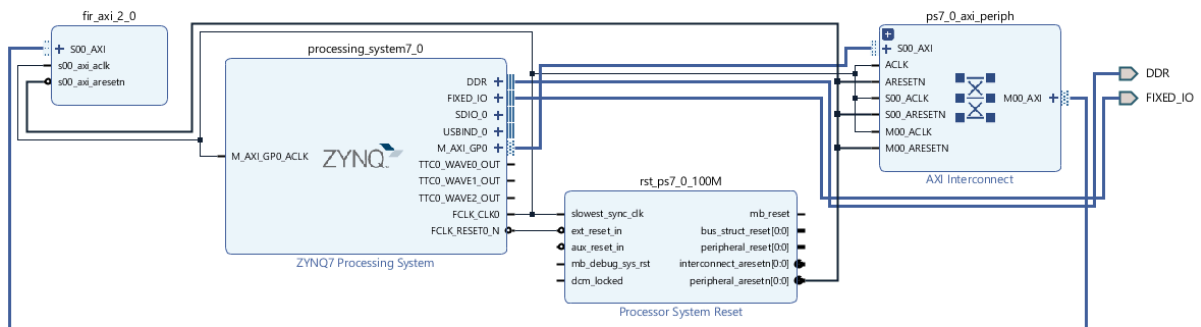 fir_axi_2_0
S00_AXI
s00_axi_aclk
s00_axi_aresetn
processing_system7_0
M_AXI_GP0_ACLK
ZYNQ
DDR
FIXED_IO
SDIO_0
USBIND_0
M_AXI_GP0
TTC0_WAVE0_OUT
TTC0_WAVE1_OUT
TTC0_WAVE2_OUT
FCLK_CLK0
FCLK_RESET0_N
ZYNQ7 Processing System
rst_ps7_0_100M
slowest_sync_clk
ext_reset_in
aux_reset_in
mb_debug_sys_rst
dcm_locked
mb_reset
bus_struct_reset[0:0]
peripheral_reset[0:0]
interconnect_aresetn[0:0]
peripheral_aresetn[0:0]
Processor System Reset
ps7_0_axi_periph
S00_AXI
ACLK
ARESETN
S00_ACLK
S00_ARESETN
M00_ACLK
M00_ARESETN
M00_AXI
AXI Interconnect
DDR
FIXED_IO